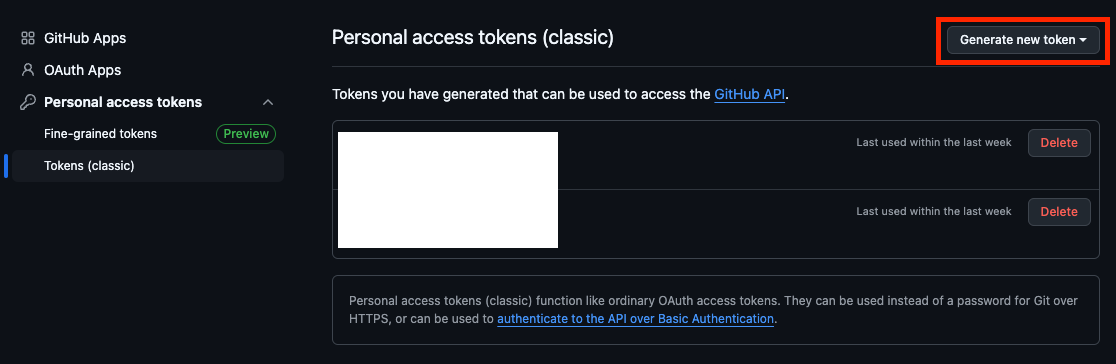 GitHub Apps
OAuth Apps
Personal access tokens
Fine-grained tokens Preview
Tokens (classic)
Personal access tokens (classic)
Generate new token
Tokens you have generated that can be used to access the GitHub API.
Last used within the last week Delete
Last used within the last week Delete
Personal access tokens (classic) function like ordinary OAuth access tokens. They can be used instead of a password for Git over
HTTPS, or can be used to authenticate to the API over Basic Authentication.